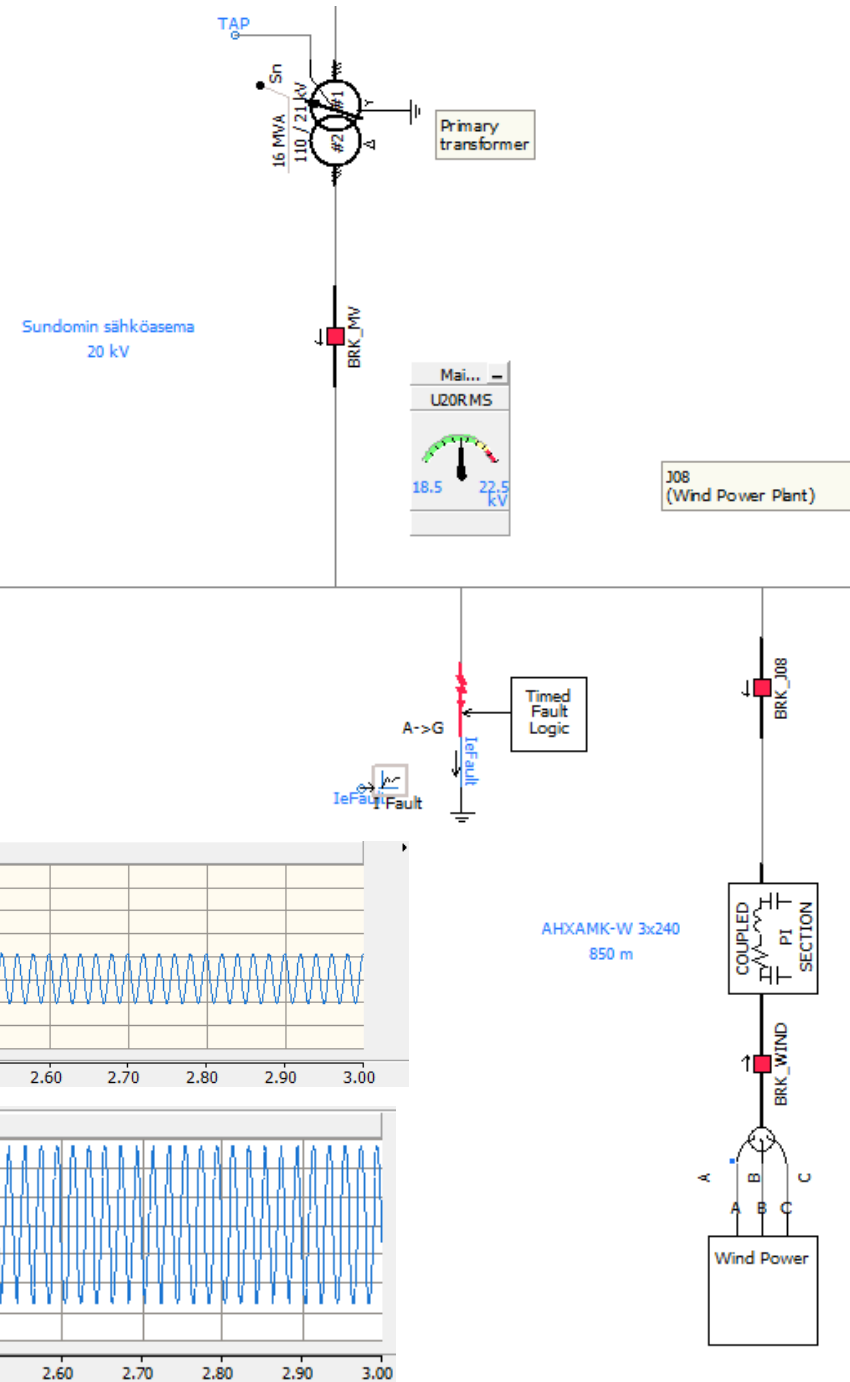 TAP
Sn
16 MVA
110 / 21 kV
#1
#2
Y
Δ
Primary
transformer
Sundomin sähköasema
20 kV
BRK_MV
Mai...
U20RMS
18.5
22.5
kV
J08
(Wind Power Plant)
A->G
Timed
Fault
Logic
IeFault
IeFault
I Fault
BRK_J08
AHXAMK-W 3x240
850 m
COUPLED
PI
SECTION
BRK_WIND
2.60 2.70 2.80 2.90 3.00
A B C
A B C
Wind Power
2.60 2.70 2.80 2.90 3.00